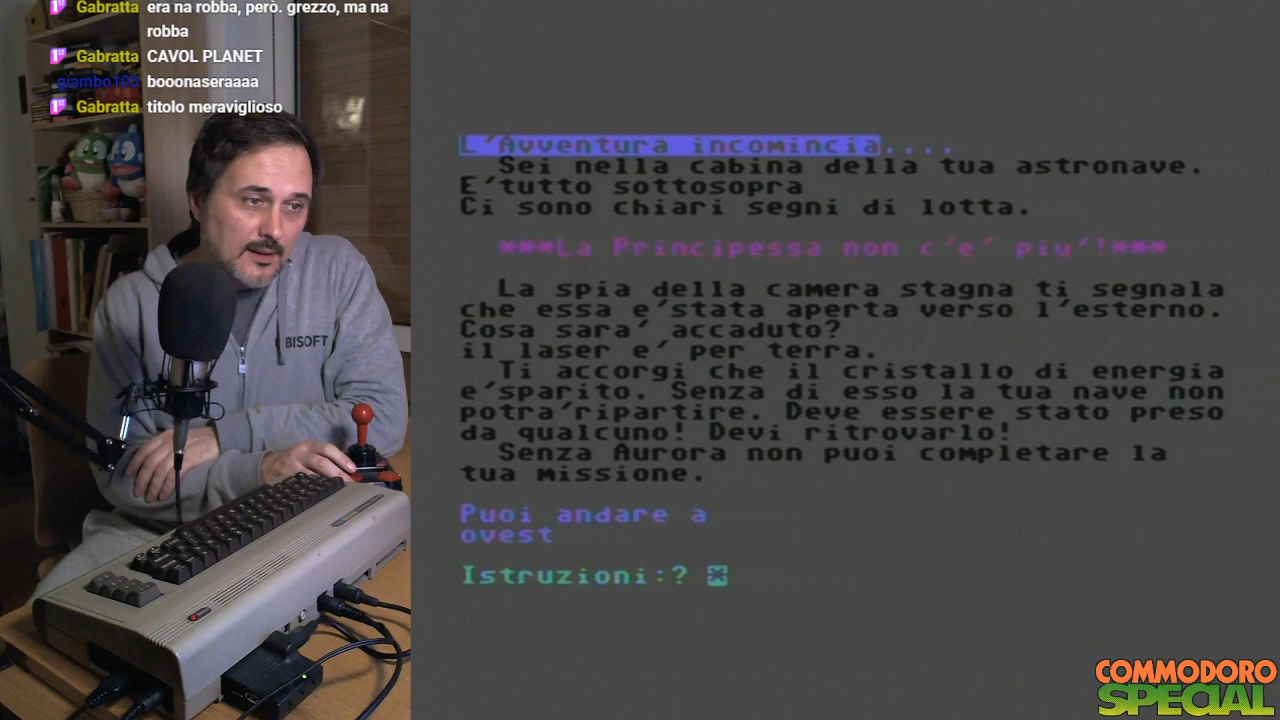 Gabratta era na robba, però. grezzo, ma na
robba
Gabratta CAVOL PLANET
giambo103 booonaseraaaa
Gabratta titolo meraviglioso
L'Avventura incomincia....
Sei nella cabina della tua astronave.
E'tutto sottosopra
Ci sono chiari segni di lotta.
***La Principessa non c'e' piu'!***
La spia della camera stagna ti segnala
che essa e'stata aperta verso l'esterno.
Cosa sara' accaduto?
il laser e' per terra.
Ti accorgi che il cristallo di energia
e'sparito. Senza di esso la tua nave non
potra'ripartire. Deve essere stato preso
da qualcuno! Devi ritrovarlo!
Senza Aurora non puoi completare la
tua missione.
Puoi andare a
ovest
Istruzioni:? *
UBISOFT
COMMODORO
SPECIAL